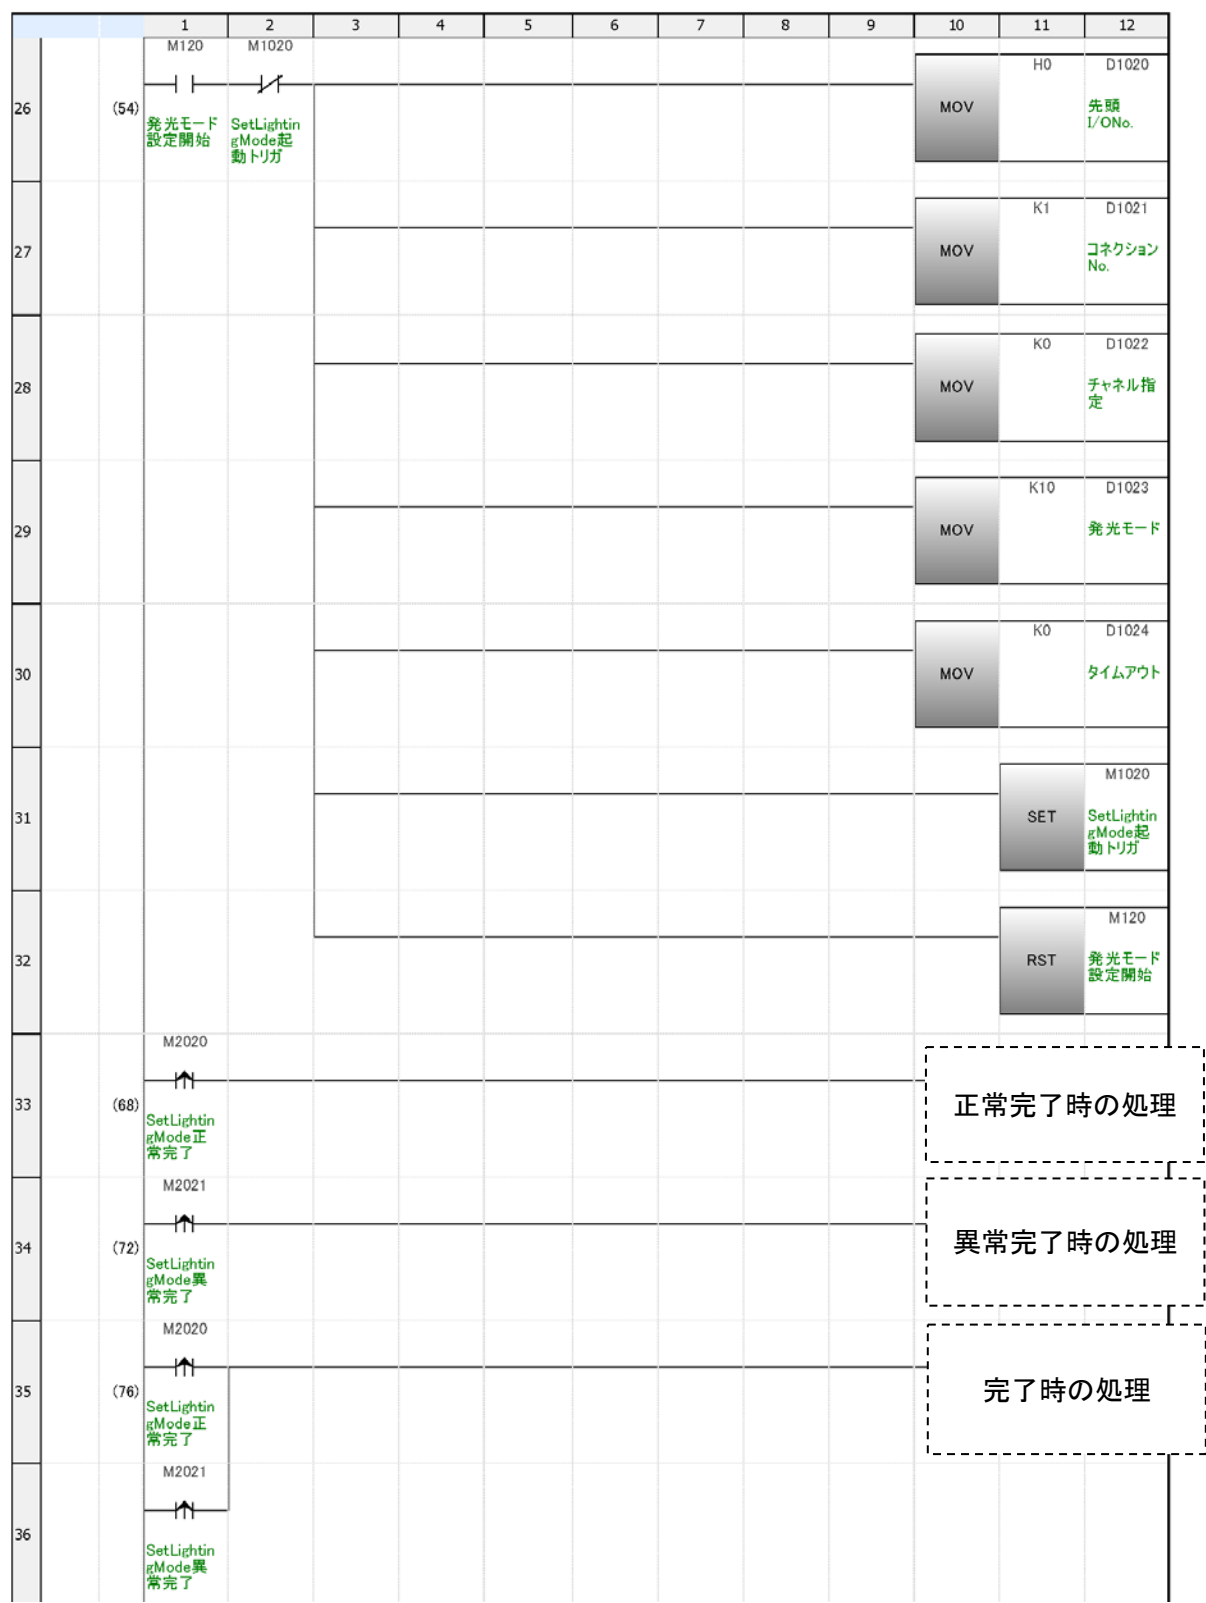 1 2 3 4 5 6 7 8 9 10 11 12
M120 M1020
26 (54)
発光モード
設定開始
SetLightin
gMode起
動トリガ
MOV H0 D1020
先頭
I/ONo.
27
MOV K1 D1021
コネクション
No.
28
MOV K0 D1022
チャネル指
定
29
MOV K10 D1023
発光モード
30
MOV K0 D1024
タイムアウト
31
SET M1020
SetLightin
gMode起
動トリガ
32
RST M120
発光モード
設定開始
M2020
33 (68)
SetLightin
gMode正
常完了
正常完了時の処理
M2021
34 (72)
SetLightin
gMode異
常完了
異常完了時の処理
M2020
35 (76)
SetLightin
gMode正
常完了
完了時の処理
M2021
36
SetLightin
gMode異
常完了